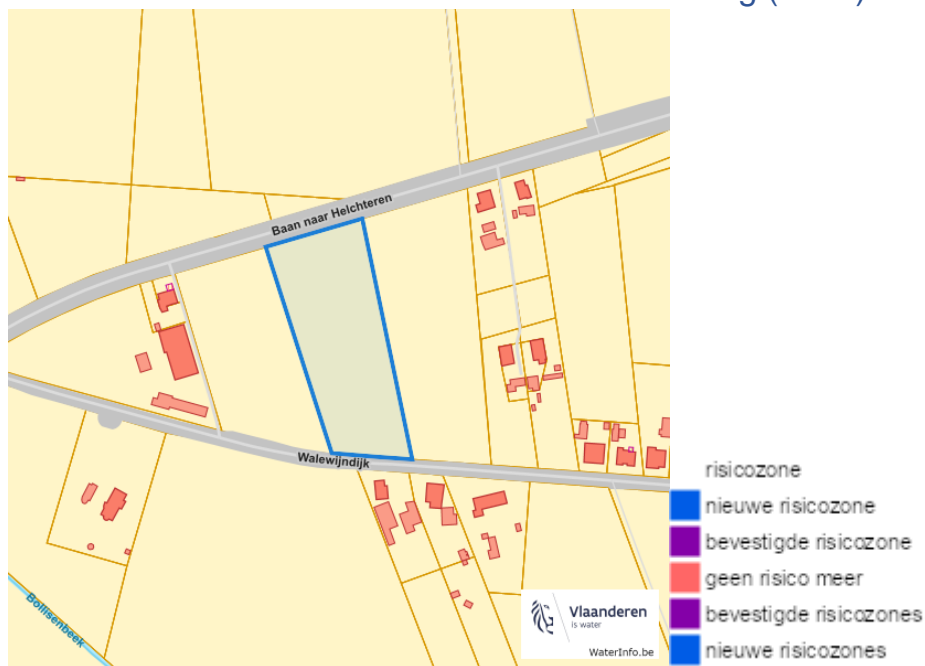 Baan naar Helchteren
Walewijndijk
Bollisenbeek
Vlaanderen
is water
WaterInfo.be
risicozone
nieuwe risicozone
bevestigde risicozone
geen risico meer
bevestigde risicozones
nieuwe risicozones